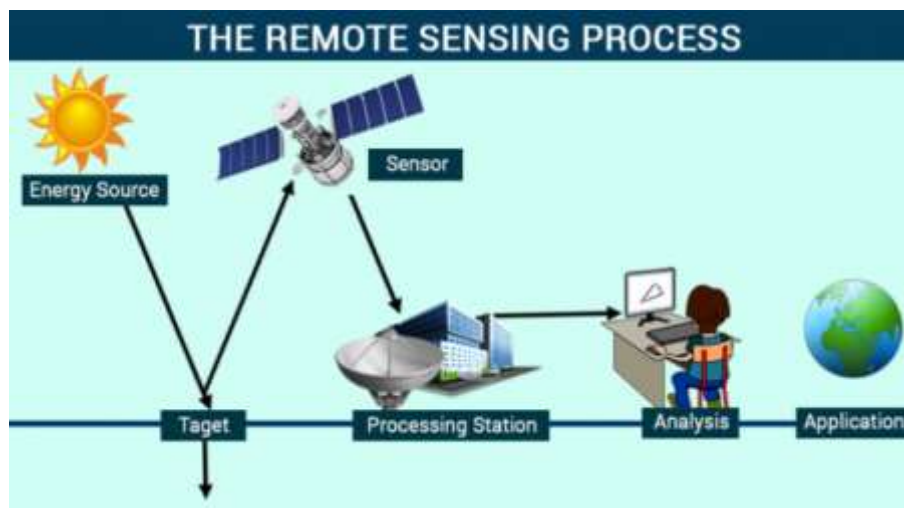 THE REMOTE SENSING PROCESS
Sensor
Energy Source
Taget
Processing Station
Analysis
Application